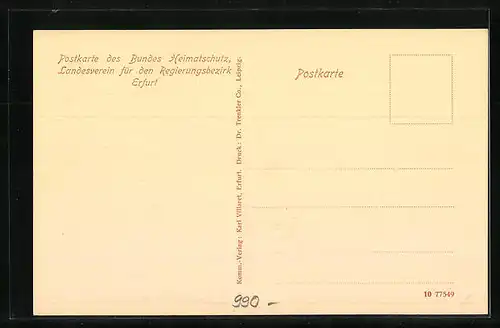 Postkarte des Bundes Heimatschutz,
Landesverein für den Regierungsbezirk
Erfurt
Postkarte
Komm.-Verlag: Karl Villaret, Erfurt. Druck: Dr. Trenkler Co., Leipzig.
10 77549
990 -